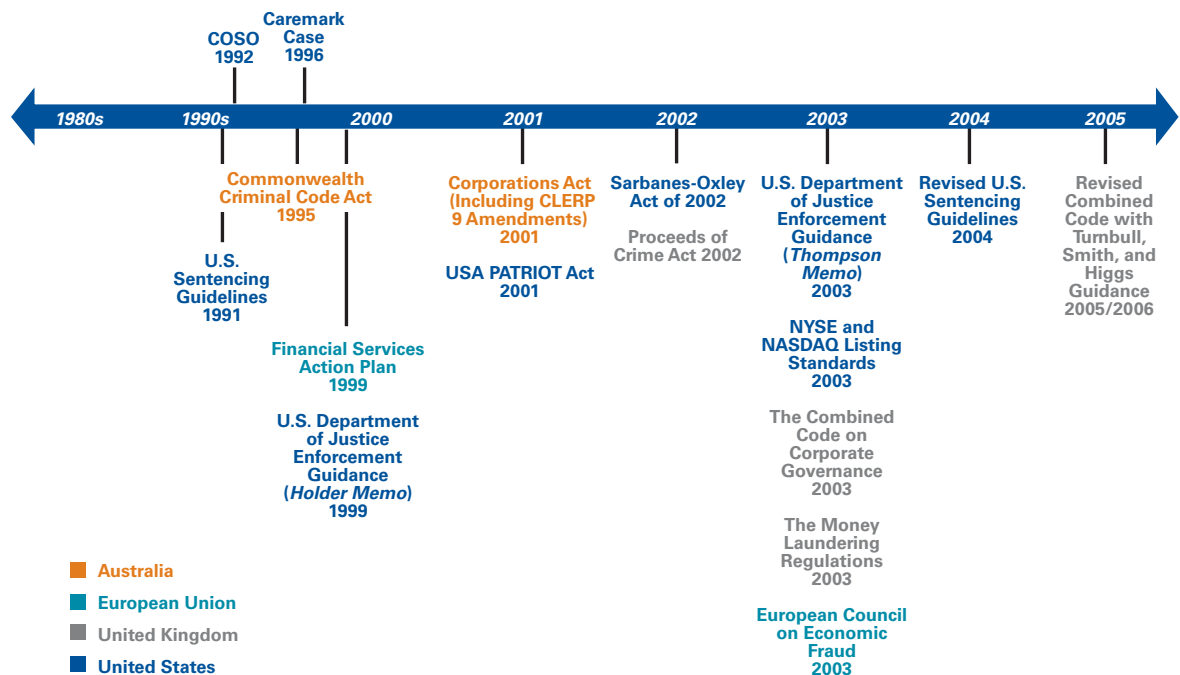 COSO
1992
Caremark
Case
1996
1980s
1990s
2000
2001
2002
2003
2004
2005
Commonwealth
Criminal Code Act
1995
U.S.
Sentencing
Guidelines
1991
Financial Services
Action Plan
1999
U.S. Department
of Justice
Enforcement
Guidance
(Holder Memo)
1999
Corporations Act
(Including CLERP
9 Amendments)
2001
USA PATRIOT Act
2001
Sarbanes-Oxley
Act of 2002
Proceeds of
Crime Act 2002
U.S. Department
of Justice
Enforcement
Guidance
(Thompson
Memo)
2003
NYSE and
NASDAQ Listing
Standards
2003
The Combined
Code on
Corporate
Governance
2003
The Money
Laundering
Regulations
2003
European Council
on Economic
Fraud
2003
Revised U.S.
Sentencing
Guidelines
2004
Revised
Combined
Code with
Turnbull,
Smith, and
Higgs
Guidance
2005/2006
Australia
European Union
United Kingdom
United States